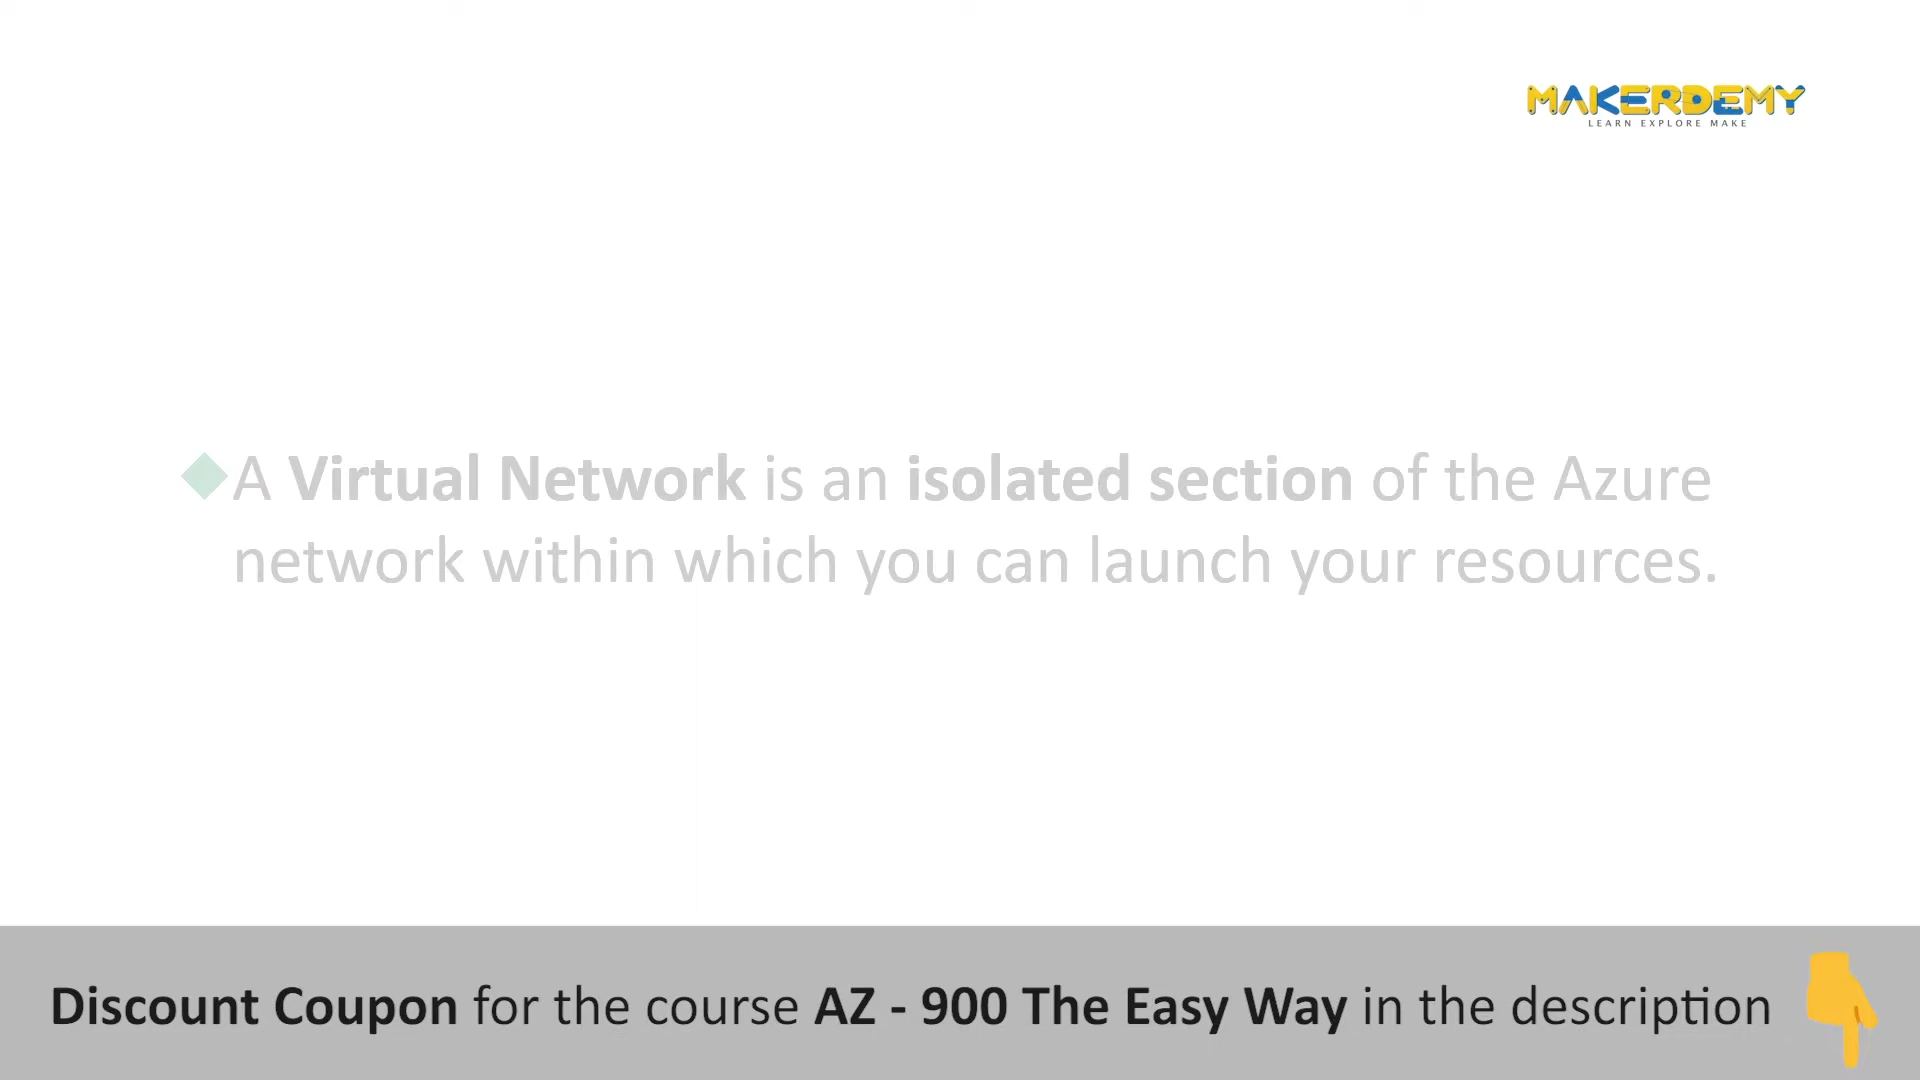 MAKERDEMY
LEARN EXPLORE MAKE
A Virtual Network is an isolated section of the Azure
network within which you can launch your resources.
Discount Coupon for the course AZ - 900 The Easy Way in the description